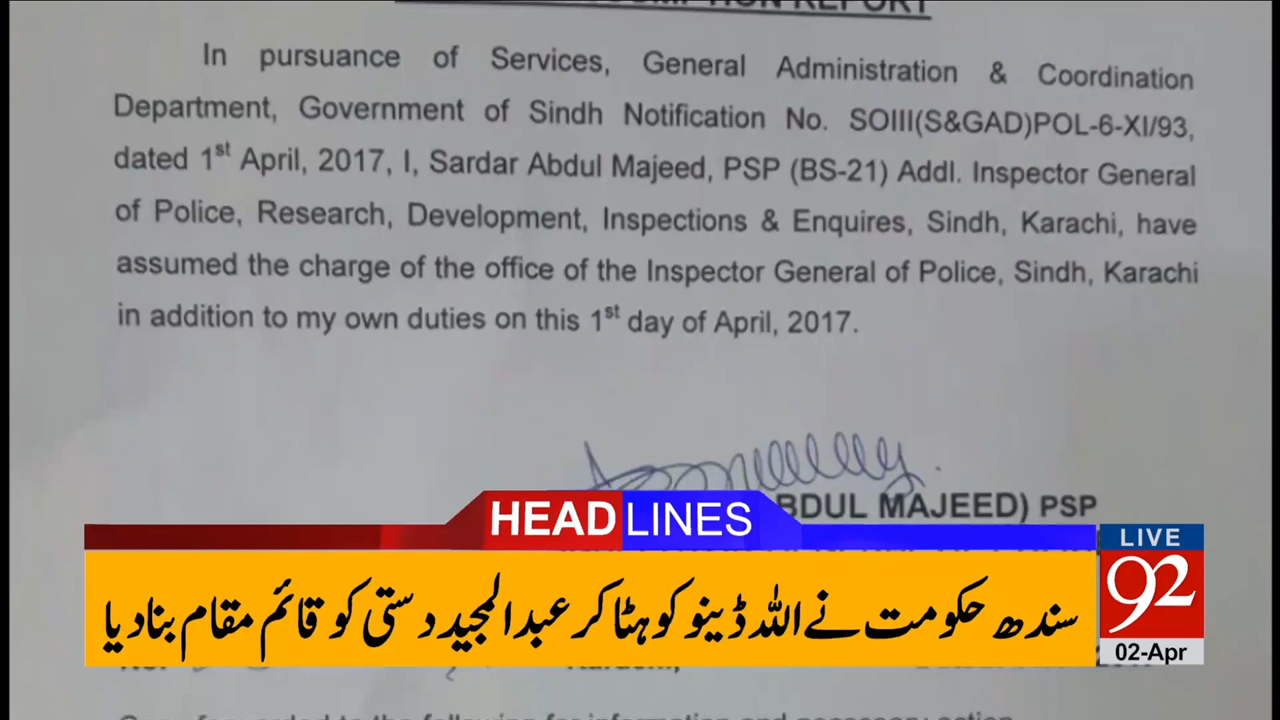 REPORT
In pursuance of Services, General Administration & Coordination
Department, Government of Sindh Notification No. SOIII(S&GAD)POL-6-XI/93,
dated 1st April, 2017, I, Sardar Abdul Majeed, PSP (BS-21) Addl. Inspector General
of Police, Research, Development, Inspections & Enquires, Sindh, Karachi, have
assumed the charge of the office of the Inspector General of Police, Sindh, Karachi
in addition to my own duties on this 1st day of April, 2017.
BDUL MAJEED) PSP
HEADLINES
LIVE
92
سندھ حکومت نے اللہ ڈینو کو ہٹا کر عبدالمجید دستی کو قائم مقام بنا دیا
02-Apr